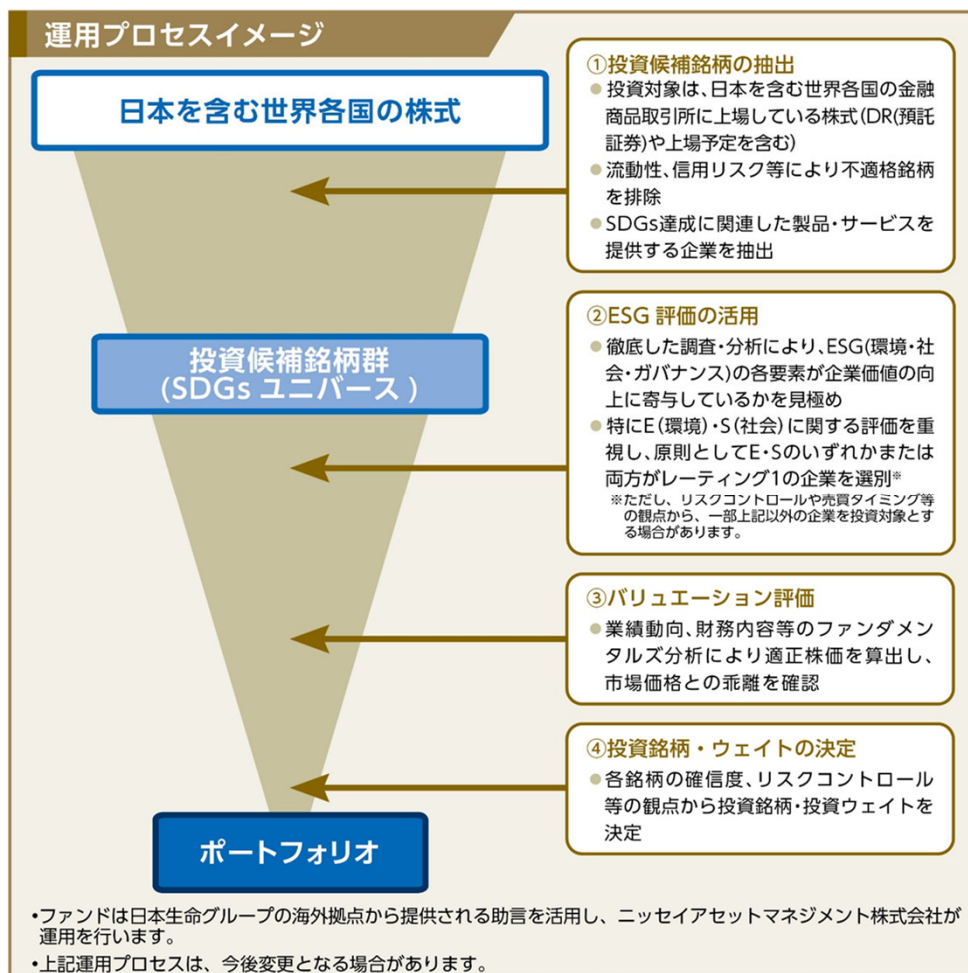 運用プロセスイメージ
日本を含む世界各国の株式
①投資候補銘柄の抽出
●投資対象は、日本を含む世界各国の金融
商品取引所に上場している株式(DR(預託
証券)や上場予定を含む)
●流動性、信用リスク等により不適格銘柄
を排除
●SDGs達成に関連した製品・サービスを
提供する企業を抽出
投資候補銘柄群
(SDGs ユニバース )
②ESG 評価の活用
●徹底した調査・分析により、ESG(環境・社
会・ガバナンス)の各要素が企業価値の向
上に寄与しているかを見極め
●特にE(環境)・S(社会)に関する評価を重
視し、原則としてE・Sのいずれかまたは
両方がレーティング1の企業を選別※
※ただし、リスクコントロールや売買タイミング等
の観点から、一部上記以外の企業を投資対象とす
る場合があります。
③バリュエーション評価
●業績動向、財務内容等のファンダメン
タルズ分析により適正株価を算出し、
市場価格との乖離を確認
④投資銘柄・ウェイトの決定
●各銘柄の確信度、リスクコントロール
等の観点から投資銘柄・投資ウェイトを
決定
ポートフォリオ
•ファンドは日本生命グループの海外拠点から提供される助言を活用し、ニッセイアセットマネジメント株式会社が
運用を行います。
•上記運用プロセスは、今後変更となる場合があります。